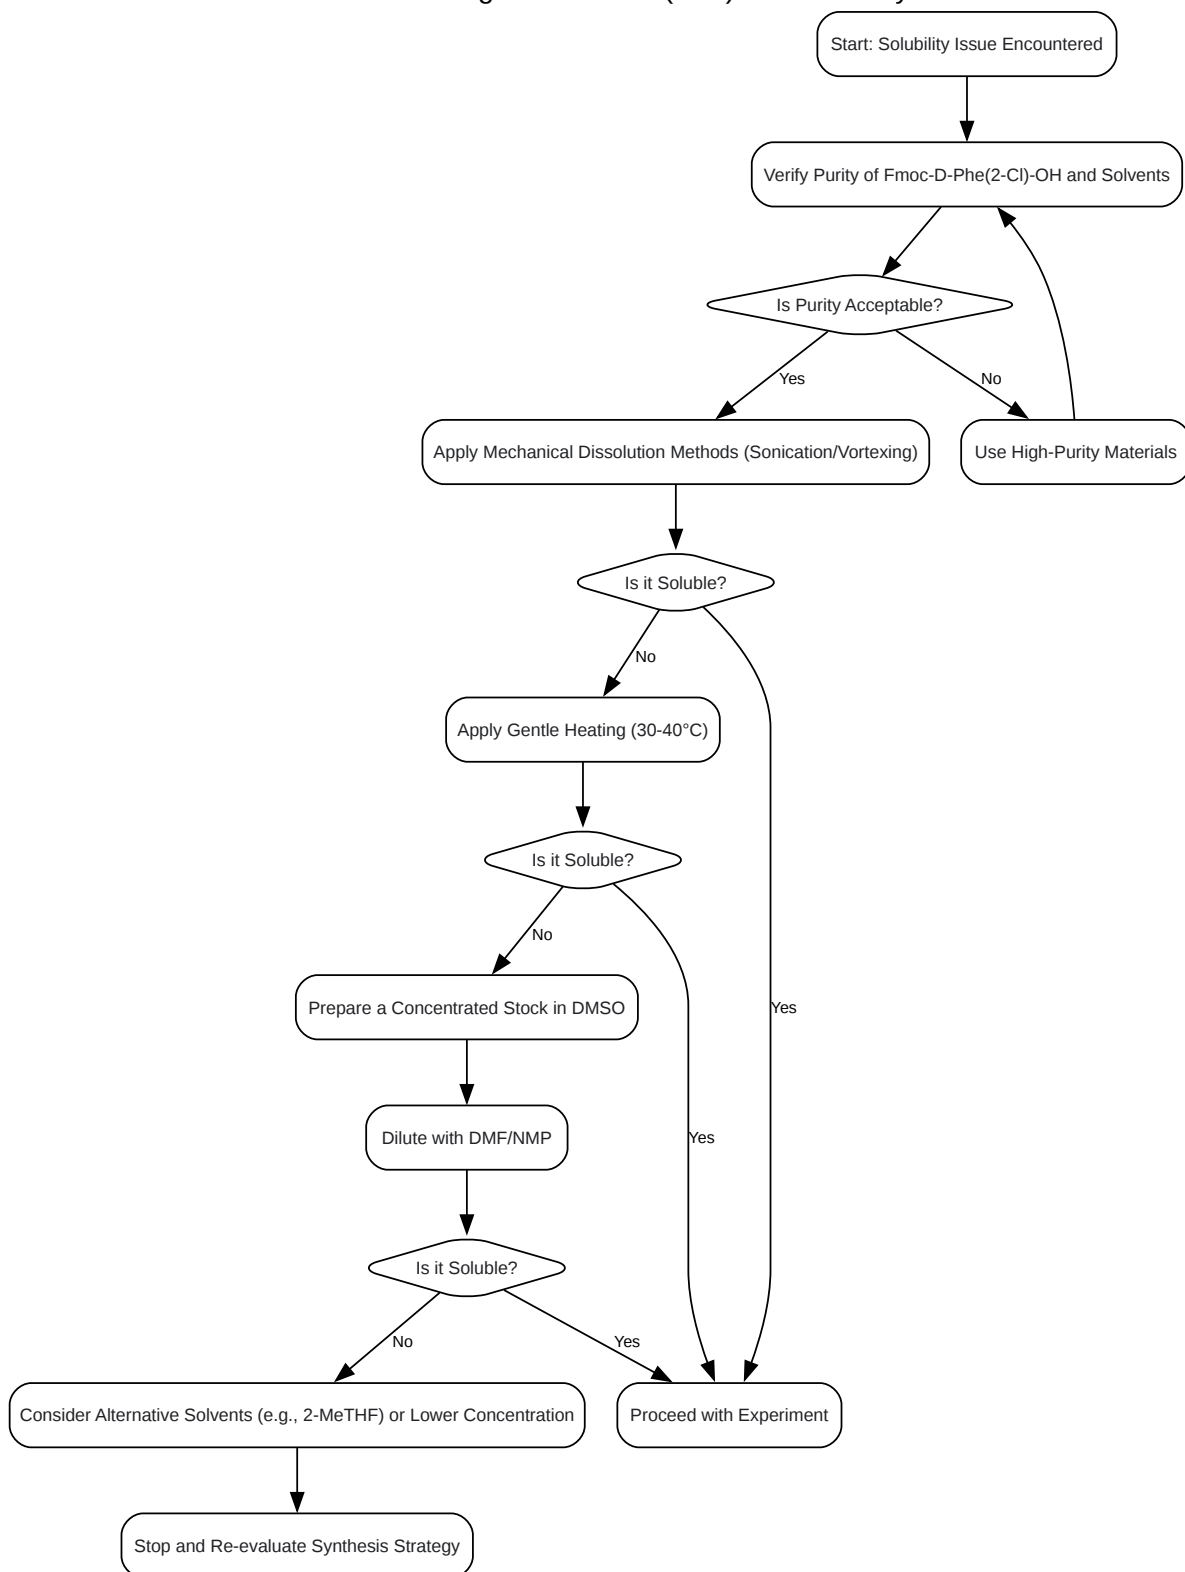 Start: Solubility Issue Encountered
Verify Purity of Fmoc-D-Phe(2-Cl)-OH and Solvents
Is Purity Acceptable?
Yes
No
Apply Mechanical Dissolution Methods (Sonication/Vortexing)
Use High-Purity Materials
Is it Soluble?
No
Apply Gentle Heating (30-40°C)
Is it Soluble?
No
Prepare a Concentrated Stock in DMSO
Yes
Dilute with DMF/NMP
Yes
Is it Soluble?
No
Yes
Consider Alternative Solvents (e.g., 2-MeTHF) or Lower Concentration
Proceed with Experiment
Stop and Re-evaluate Synthesis Strategy